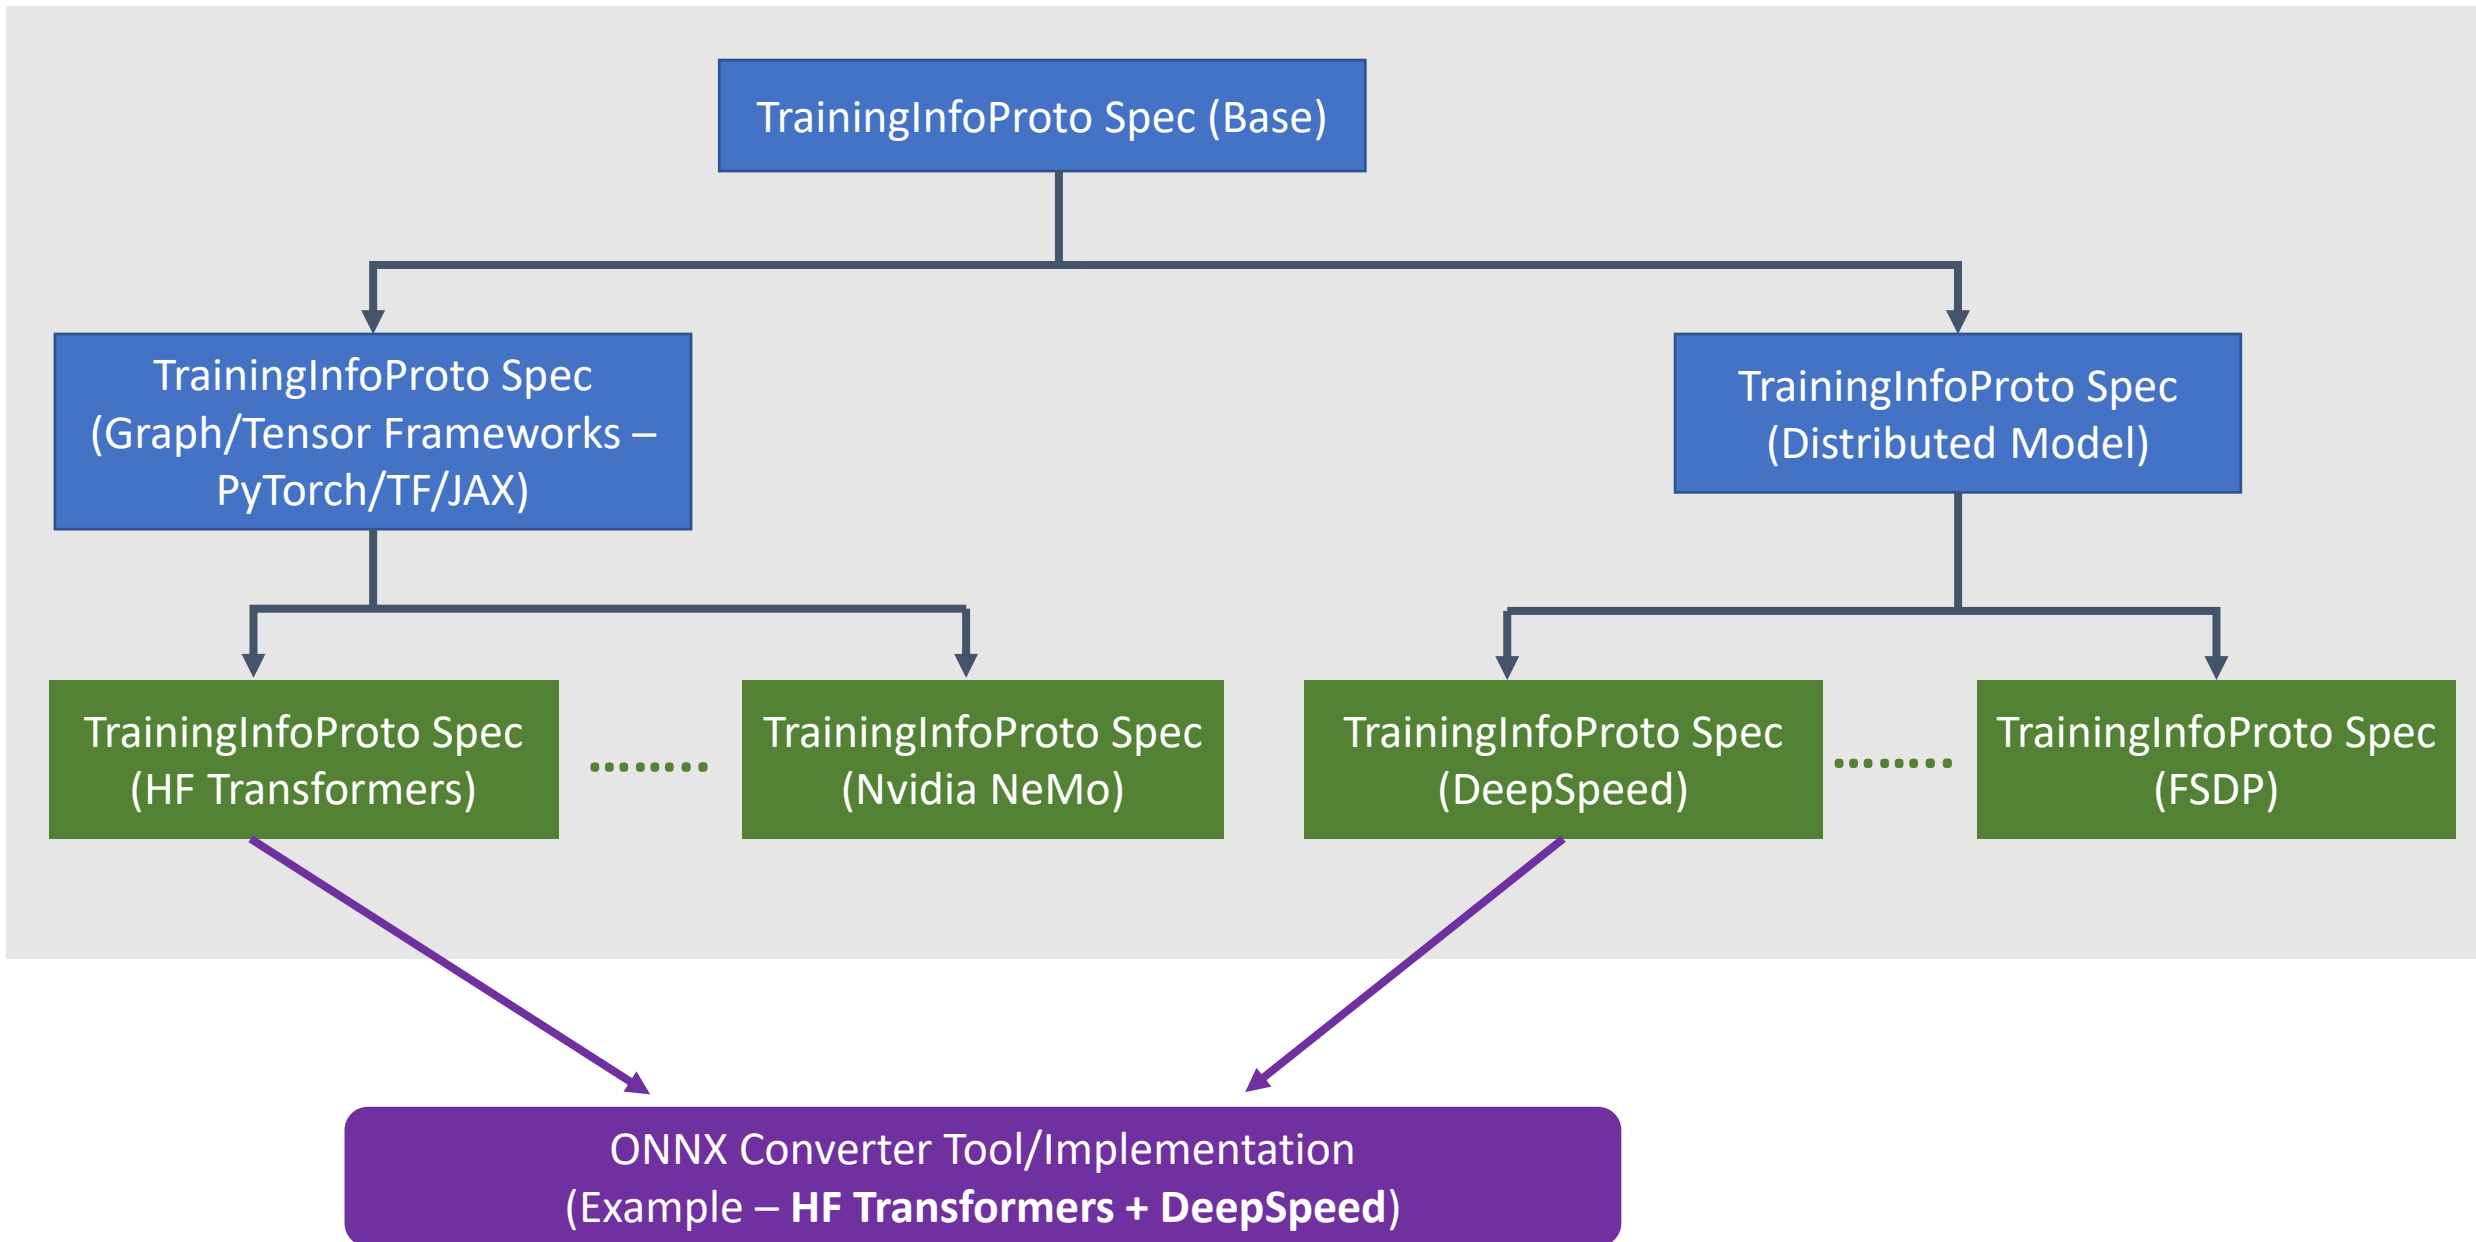 TrainingInfoProto Spec (Base)
TrainingInfoProto Spec
(Graph/Tensor Frameworks –
PyTorch/TF/JAX)
TrainingInfoProto Spec
(Distributed Model)
TrainingInfoProto Spec
(HF Transformers)
TrainingInfoProto Spec
(Nvidia NeMo)
TrainingInfoProto Spec
(DeepSpeed)
TrainingInfoProto Spec
(FSDP)
ONNX Converter Tool/Implementation
(Example – HF Transformers + DeepSpeed)